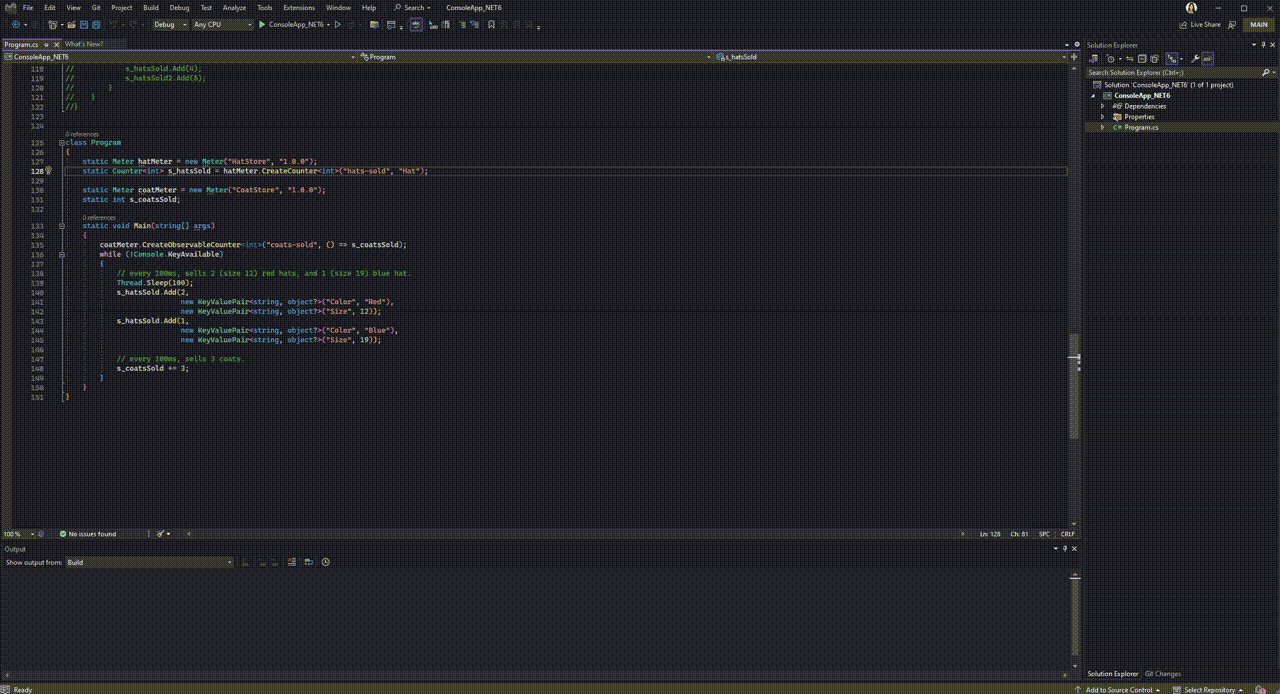 File Edit View Git Project Build Debug Test Analyze Tools Extensions Window Help Search ConsoleApp_NET6
Debug Any CPU ConsoleApp_NET6 Live Share MAIN
Program.cs What's New?
ConsoleApp_NET6 Program s_hatsSold
118 // s_hatsSold.Add(4);
119 // s_hatsSold2.Add(5);
120 // }
121 // }
122 //}
123
124
0 references
125 class Program
126 {
127 static Meter hatMeter = new Meter("HatStore", "1.0.0");
128 static Counter<int> s_hatsSold = hatMeter.CreateCounter<int>("hats-sold", "Hat");
129
130 static Meter coatMeter = new Meter("CoatStore", "1.0.0");
131 static int s_coatsSold;
132
0 references
133 static void Main(string[] args)
134 {
135 coatMeter.CreateObservableCounter<int>("coats-sold", () => s_coatsSold);
136 while (!Console.KeyAvailable)
137 {
138 // every 100ms, sells 2 (size 12) red hats, and 1 (size 19) blue hat.
139 Thread.Sleep(100);
140 s_hatsSold.Add(2,
141 new KeyValuePair<string, object?>("Color", "Red"),
142 new KeyValuePair<string, object?>("Size", 12));
143 s_hatsSold.Add(1,
144 new KeyValuePair<string, object?>("Color", "Blue"),
145 new KeyValuePair<string, object?>("Size", 19));
146
147 // every 100ms, sells 3 coats.
148 s_coatsSold += 3;
149 }
150 }
151 }
100 % No issues found Ln: 128 Ch: 81 SPC CRLF
Output
Show output from: Build
Solution Explorer
Search Solution Explorer (Ctrl+;)
Solution 'ConsoleApp_NET6' (1 of 1 project)
ConsoleApp_NET6
Dependencies
Properties
C# Program.cs
Solution Explorer Git Changes
Ready Add to Source Control Select Repository